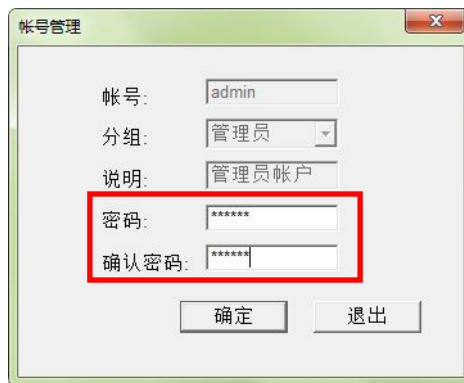 帐号管理
帐号: admin
分组: 管理员
说明: 管理员帐户
密码: ******
确认密码: ******
确定 退出